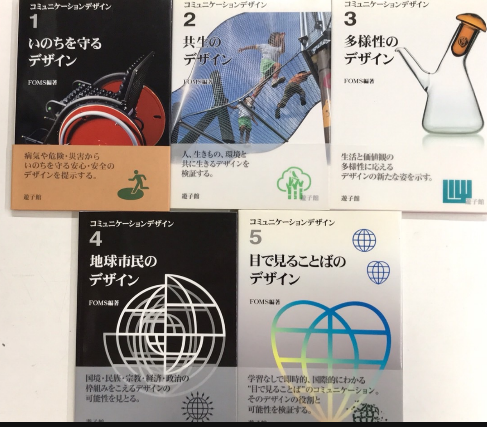 コミュニケーションデザイン
1
いのちを守る
デザイン
FOMS編著
病気や危険・災害から
いのちを守る安心・安全の
デザインを提示する。
遊子館
コミュニケーションデザイン
2
共生の
デザイン
FOMS編著
人、生きもの、環境と
共に生きるデザインを
検証する。
遊子館
子館
コミュニケーションデザイン
3
多様性の
デザイン
FOMS編著
生活と価値観の
多様性に応える
デザインの新たな姿を示す。
遊子館
子館
コミュニケーションデザイン
4
地球市民の
デザイン
FOMS編著
国境・民族・宗教・経済・政治の
枠組みをこえるデザインの
可能性を見とる。
コミュニケーションデザイン
5
目で見ることばの
デザイン
FOMS編著
学習なしで即時的、国際的にわかる
“目で見ることば”のコミュニケーション。
そのデザインの役割と
可能性を検証する。